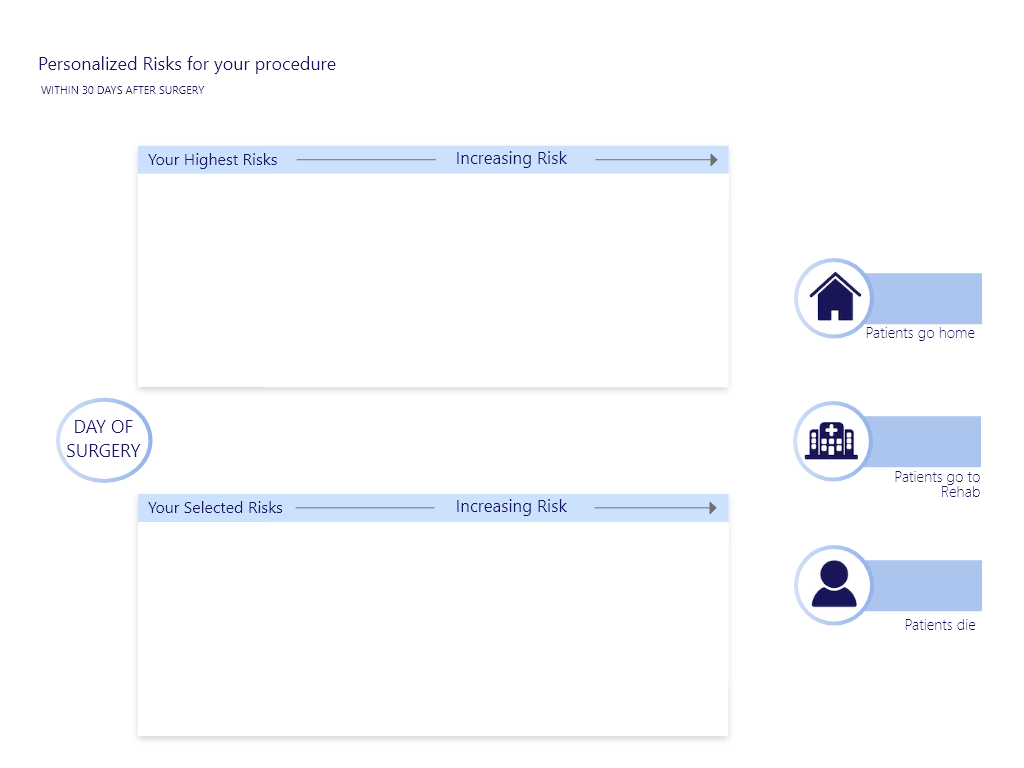 Personalized Risks for your procedure
WITHIN 30 DAYS AFTER SURGERY
Your Highest Risks
Increasing Risk
Patients go home
DAY OF
SURGERY
Patients go to
Rehab
Your Selected Risks
Increasing Risk
Patients die